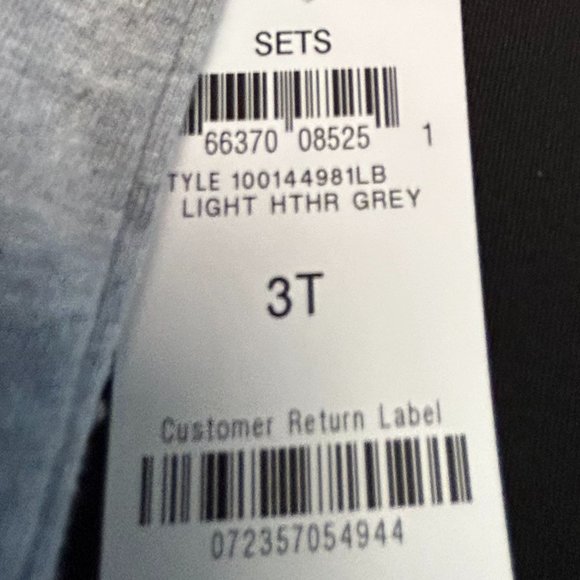 SETS
66370 08525 1
TYLE 100144981LB
LIGHT HTHR GREY
3T
Customer Return Label
072357054944